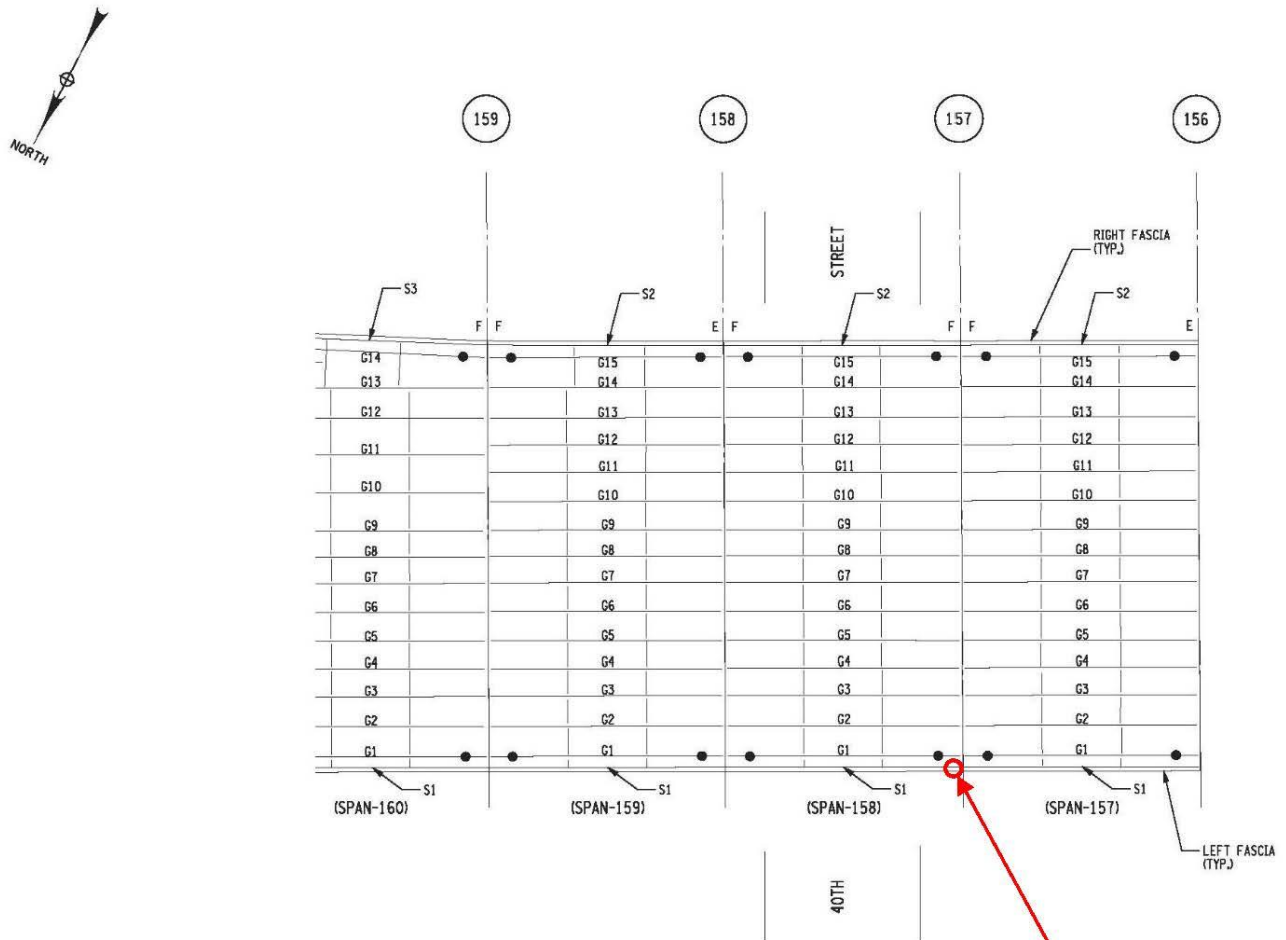 NORTH
159
158
157
156
STREET
RIGHT FASCIA
(TYP.)
S3
S2
S2
S2
F F
E F
F F
E
G14
G13
G12
G11
G10
G9
G8
G7
G6
G5
G4
G3
G2
G1
G15
G14
G13
G12
G11
G10
G9
G8
G7
G6
G5
G4
G3
G2
G1
G15
G14
G13
G12
G11
G10
G9
G8
G7
G6
G5
G4
G3
G2
G1
G15
G14
G13
G12
G11
G10
G9
G8
G7
G6
G5
G4
G3
G2
G1
S1
S1
S1
S1
(SPAN-160)
(SPAN-159)
(SPAN-158)
(SPAN-157)
LEFT FASCIA
(TYP.)
40TH